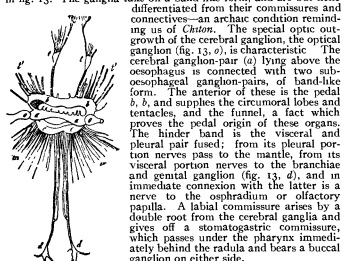 in fig. 13. The ganglia take on a
differentiated from their commissures and
connectives—an archaic condition remind-
ing us of Chiton. The special optic out-
growth of the cerebral ganglion, the optical
ganglion (fig. 13, o), is characteristic The
cerebral ganglion-pair (a) lying above the
oesophagus is connected with two sub-
oesophageal ganglion-pairs, of band-like
form. The anterior of these is the pedal
b, b, and supplies the circumoral lobes and
tentacles, and the funnel, a fact which
proves the pedal origin of these organs.
The hinder band is the visceral and
pleural pair fused; from its pleural por-
tion nerves pass to the mantle, from its
visceral portion nerves to the branchiae
and genital ganglion (fig. 13, d), and in
immediate connexion with the latter is a
nerve to the osphradium or olfactory
papilla. A labial commissure arises by a
double root from the cerebral ganglia and
gives off a stomatogastric commissure,
which passes under the pharynx immedi-
ately behind the radula and bears a buccal
ganglion on either side.